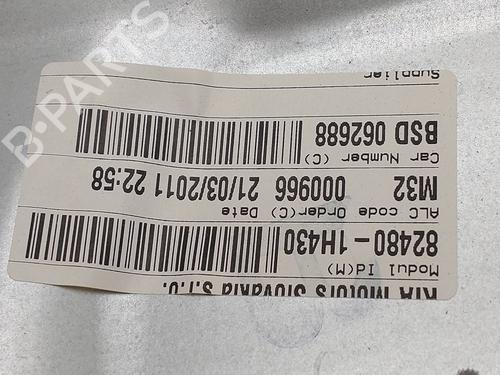 KIA Motors Slovakia s.r.o.
Modul Id(M)
82480-1H430
ALC code Order(C) Date
M32 000966 21/03/2011 22:58
Car Number (C)
BSD 062688
Supplier
B-PARTS